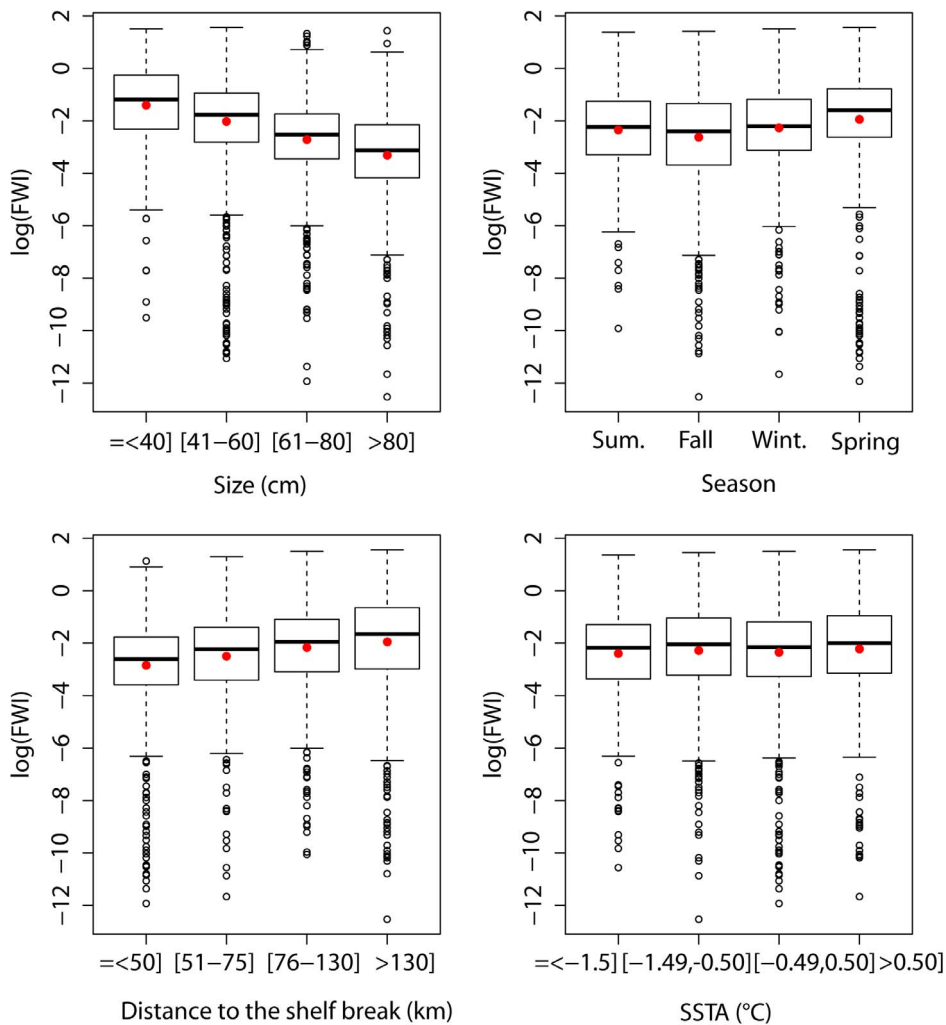 2
0
−2
−4
−6
−8
−10
−12
log(FWI)
=<40] [41−60] [61−80] >80]
Size (cm)
2
0
−2
−4
−6
−8
−10
−12
log(FWI)
Sum. Fall Wint. Spring
Season
2
0
−2
−4
−6
−8
−10
−12
log(FWI)
=<50] [51−75] [76−130] >130]
Distance to the shelf break (km)
2
0
−2
−4
−6
−8
−10
−12
log(FWI)
=<−1.5] [−1.49,−0.50] [−0.49,0.50] >0.50]
SSTA (°C)